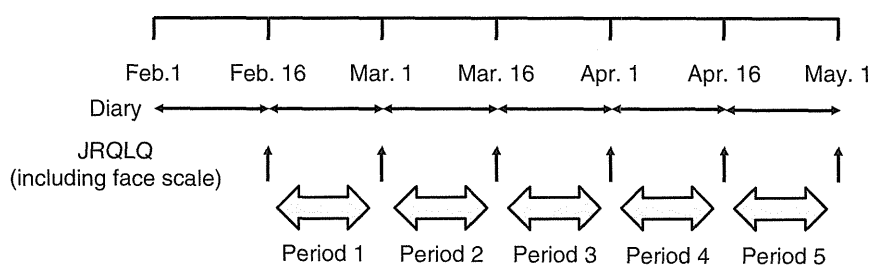 Feb.1 Feb. 16 Mar. 1 Mar. 16 Apr. 1 Apr. 16 May. 1
Diary
JRQLQ
(including face scale)
Period 1 Period 2 Period 3 Period 4 Period 5